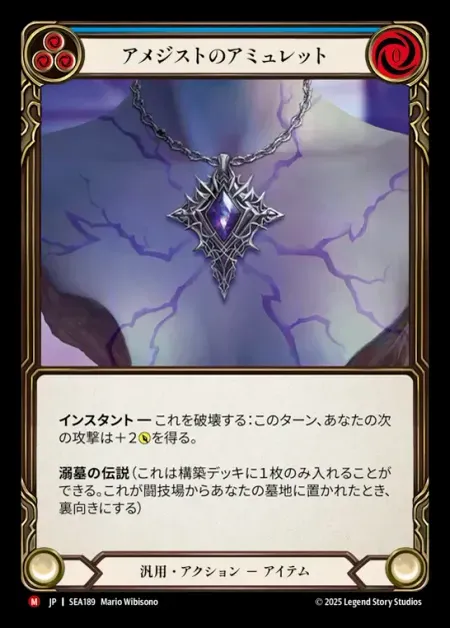 アメジストのアミュレット
0
インスタント ー これを破壊する:このターン、あなたの次
の攻撃は+2を得る。
溺墓の伝説(これは構築デッキに1枚のみ入れることが
できる。これが闘技場からあなたの墓地に置かれたとき、
裏向きにする)
汎用・アクション ー アイテム
M JP | SEA189 Mario Wibisono
© 2025 Legend Story Studios